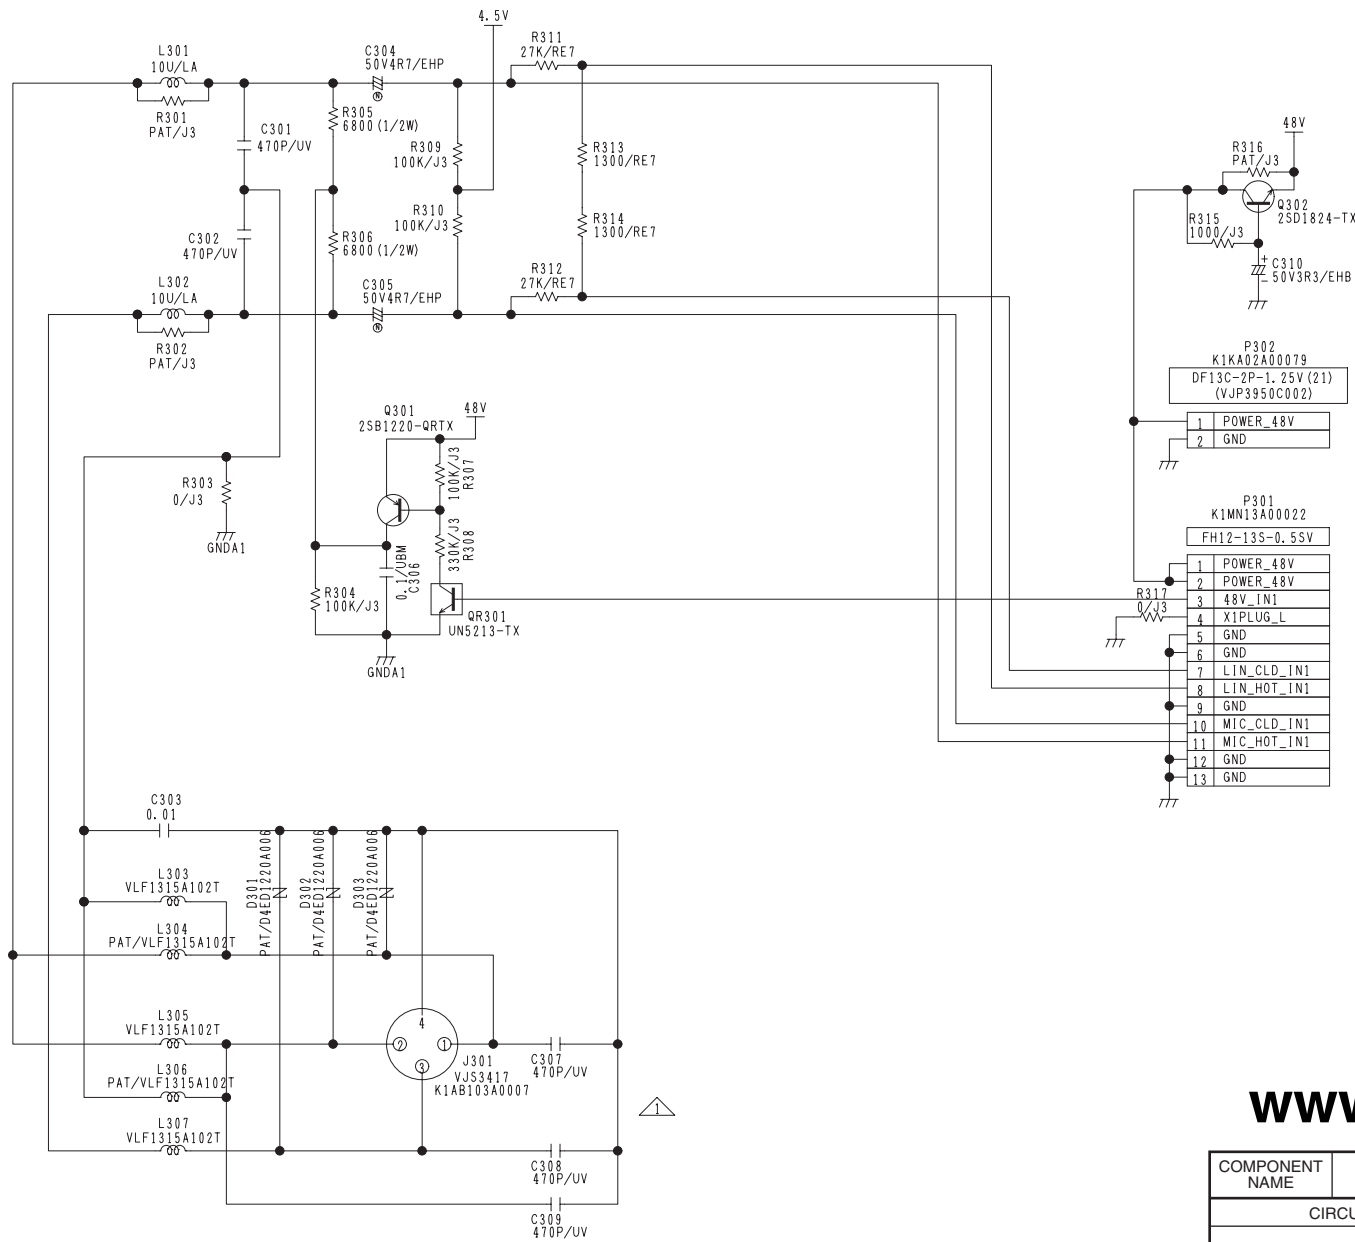 4.5V
L301
10U/LA
R301
PAT/J3
C301
470P/UV
C304
50V4R7/EHP
R305
6800(1/2W)
R309
100K/J3
R311
27K/RE7
R313
1300/RE7
C302
470P/UV
R306
6800(1/2W)
R310
100K/J3
R314
1300/RE7
L302
10U/LA
R302
PAT/J3
C305
50V4R7/EHP
R312
27K/RE7
48V
R316
PAT/J3
Q302
2SD1824-TX
R315
1000/J3
+
C310
- 50V3R3/EHB
P302
K1KA02A00079
DF13C-2P-1.25V(21)
(VJP3950C002)
1 POWER_48V
2 GND
Q301
2SB1220-QRTX
48V
100K/J3
R307
330K/J3
R308
R303
0/J3
GNDA1
R304
100K/J3
0.1/UBM
C306
QR301
UN5213-TX
GNDA1
P301
K1MN13A00022
FH12-13S-0.5SV
1 POWER_48V
2 POWER_48V
3 48V_IN1
4 X1PLUG_L
5 GND
6 GND
7 LIN_CLD_IN1
8 LIN_HOT_IN1
9 GND
10 MIC_CLD_IN1
11 MIC_HOT_IN1
12 GND
13 GND
R317
0/J3
C303
0.01
L303
VLF1315A102T
L304
PAT/VLF1315A102T
D301
PAT/D4ED1220A006
D302
PAT/D4ED1220A006
D303
PAT/D4ED1220A006
L305
VLF1315A102T
L306
PAT/VLF1315A102T
L307
VLF1315A102T
4
2
1
3
J301
VJS3417
K1AB103A0007
C307
470P/UV
C308
470P/UV
C309
470P/UV
1
COMPONENT
NAME